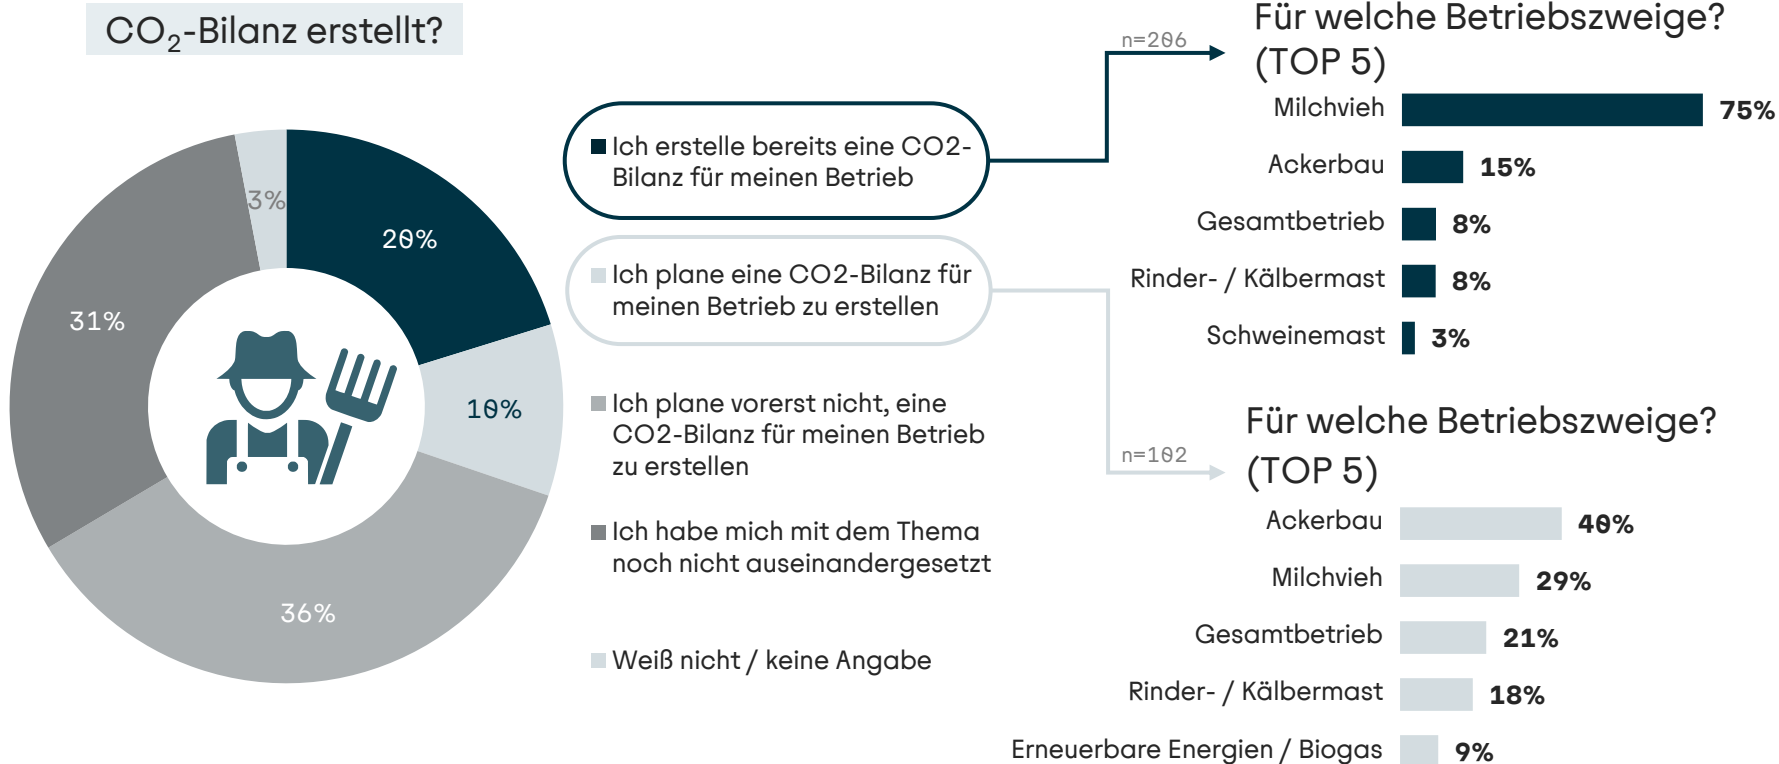 CO₂-Bilanz erstellt?
3%
20%
31%
10%
36%
Ich erstelle bereits eine CO2-
Bilanz für meinen Betrieb
Ich plane eine CO2-Bilanz für
meinen Betrieb zu erstellen
Ich plane vorerst nicht, eine
CO2-Bilanz für meinen Betrieb
zu erstellen
Ich habe mich mit dem Thema
noch nicht auseinandergesetzt
Weiß nicht / keine Angabe
n=206
Für welche Betriebszweige?
(TOP 5)
Milchvieh 75%
Ackerbau 15%
Gesamtbetrieb 8%
Rinder- / Kälbermast 8%
Schweinemast 3%
n=102
Für welche Betriebszweige?
(TOP 5)
Ackerbau 40%
Milchvieh 29%
Gesamtbetrieb 21%
Rinder- / Kälbermast 18%
Erneuerbare Energien / Biogas 9%